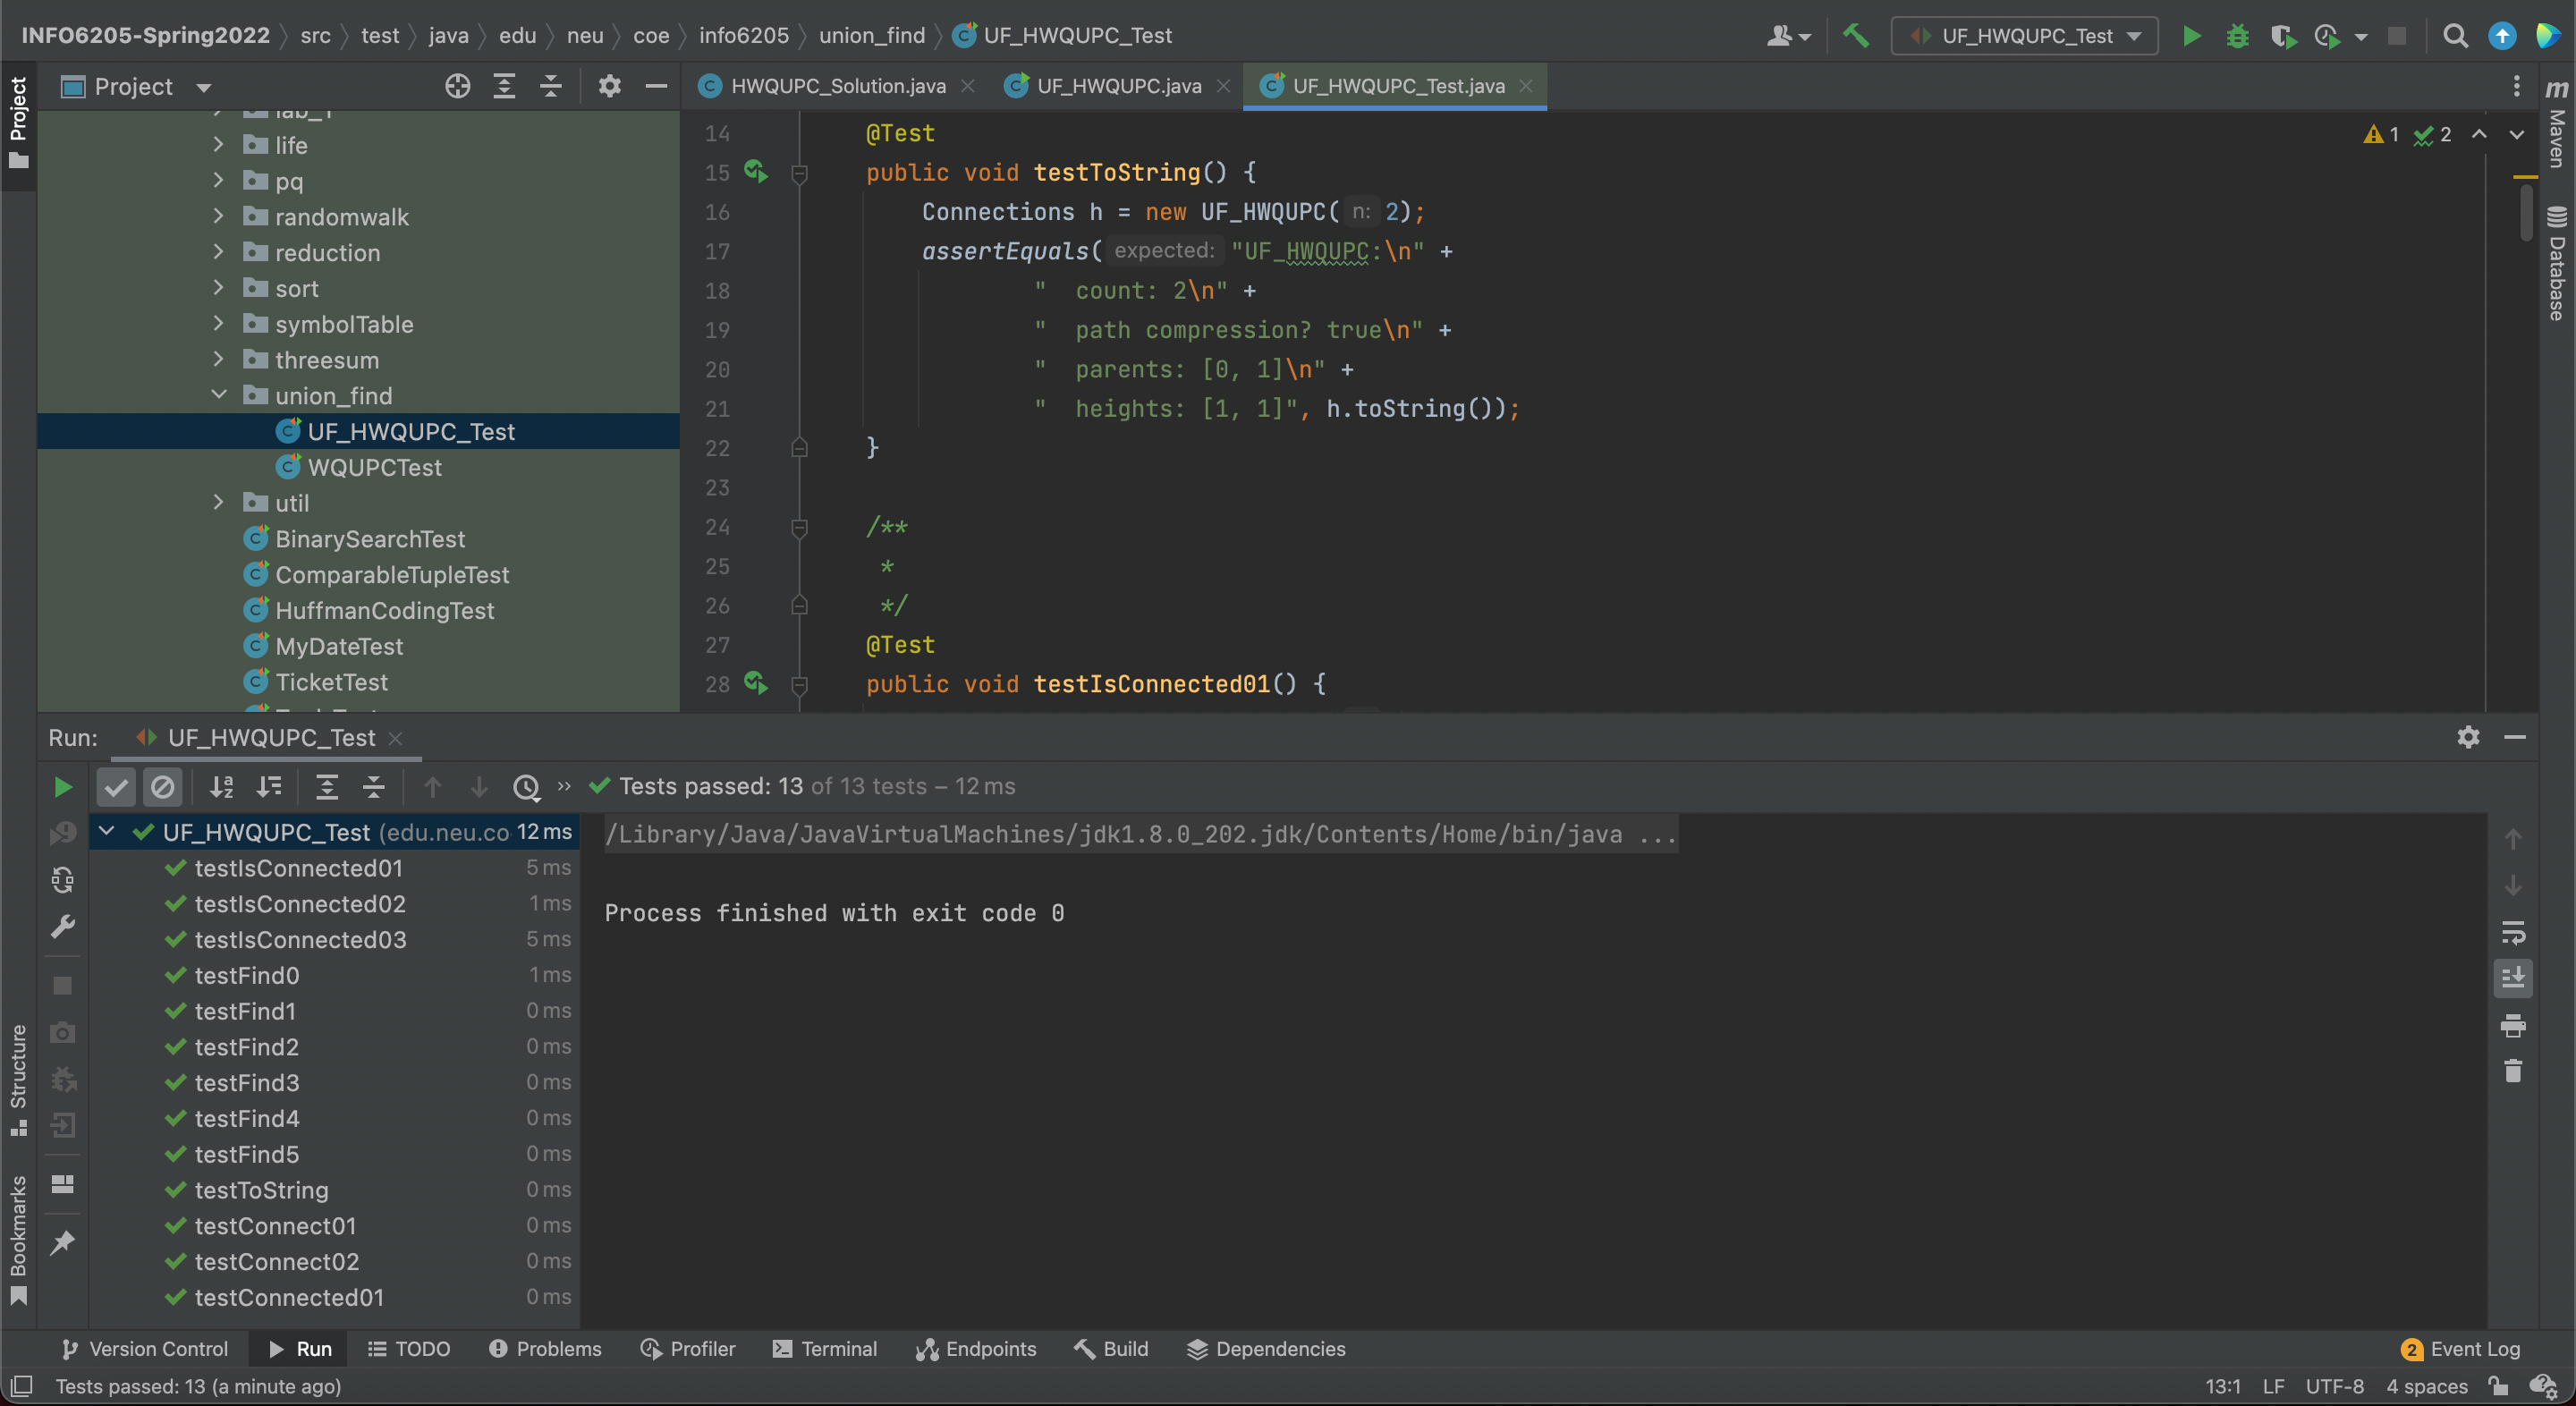 INFO6205-Spring2022 〉 src 〉 test 〉 java 〉 edu 〉 neu 〉 coe 〉 info6205 〉 union_find 〉 UF_HWQUPC_Test
UF_HWQUPC_Test
Project
HWQUPC_Solution.java
UF_HWQUPC.java
UF_HWQUPC_Test.java
Project
life
pq
randomwalk
reduction
sort
symbolTable
threesum
union_find
UF_HWQUPC_Test
WQUPCTest
util
BinarySearchTest
ComparableTupleTest
HuffmanCodingTest
MyDateTest
TicketTest
14 @Test
15 public void testToString() {
16 Connections h = new UF_HWQUPC( n: 2);
17 assertEquals( expected: "UF_HWQUPC:\n" +
18 "  count: 2\n" +
19 "  path compression? true\n" +
20 "  parents: [0, 1]\n" +
21 "  heights: [1, 1]", h.toString());
22 }
23
24 /**
25 *
26 */
27 @Test
28 public void testIsConnected01() {
1 2
m Maven
Database
Run: UF_HWQUPC_Test
Tests passed: 13 of 13 tests – 12 ms
UF_HWQUPC_Test (edu.neu.co 12 ms
testIsConnected01 5 ms
testIsConnected02 1 ms
testIsConnected03 5 ms
testFind0 1 ms
testFind1 0 ms
testFind2 0 ms
testFind3 0 ms
testFind4 0 ms
testFind5 0 ms
testToString 0 ms
testConnect01 0 ms
testConnect02 0 ms
testConnected01 0 ms
/Library/Java/JavaVirtualMachines/jdk1.8.0_202.jdk/Contents/Home/bin/java ...
Process finished with exit code 0
Structure
Bookmarks
Version Control Run TODO Problems Profiler Terminal Endpoints Build Dependencies 2 Event Log
Tests passed: 13 (a minute ago) 13:1 LF UTF-8 4 spaces